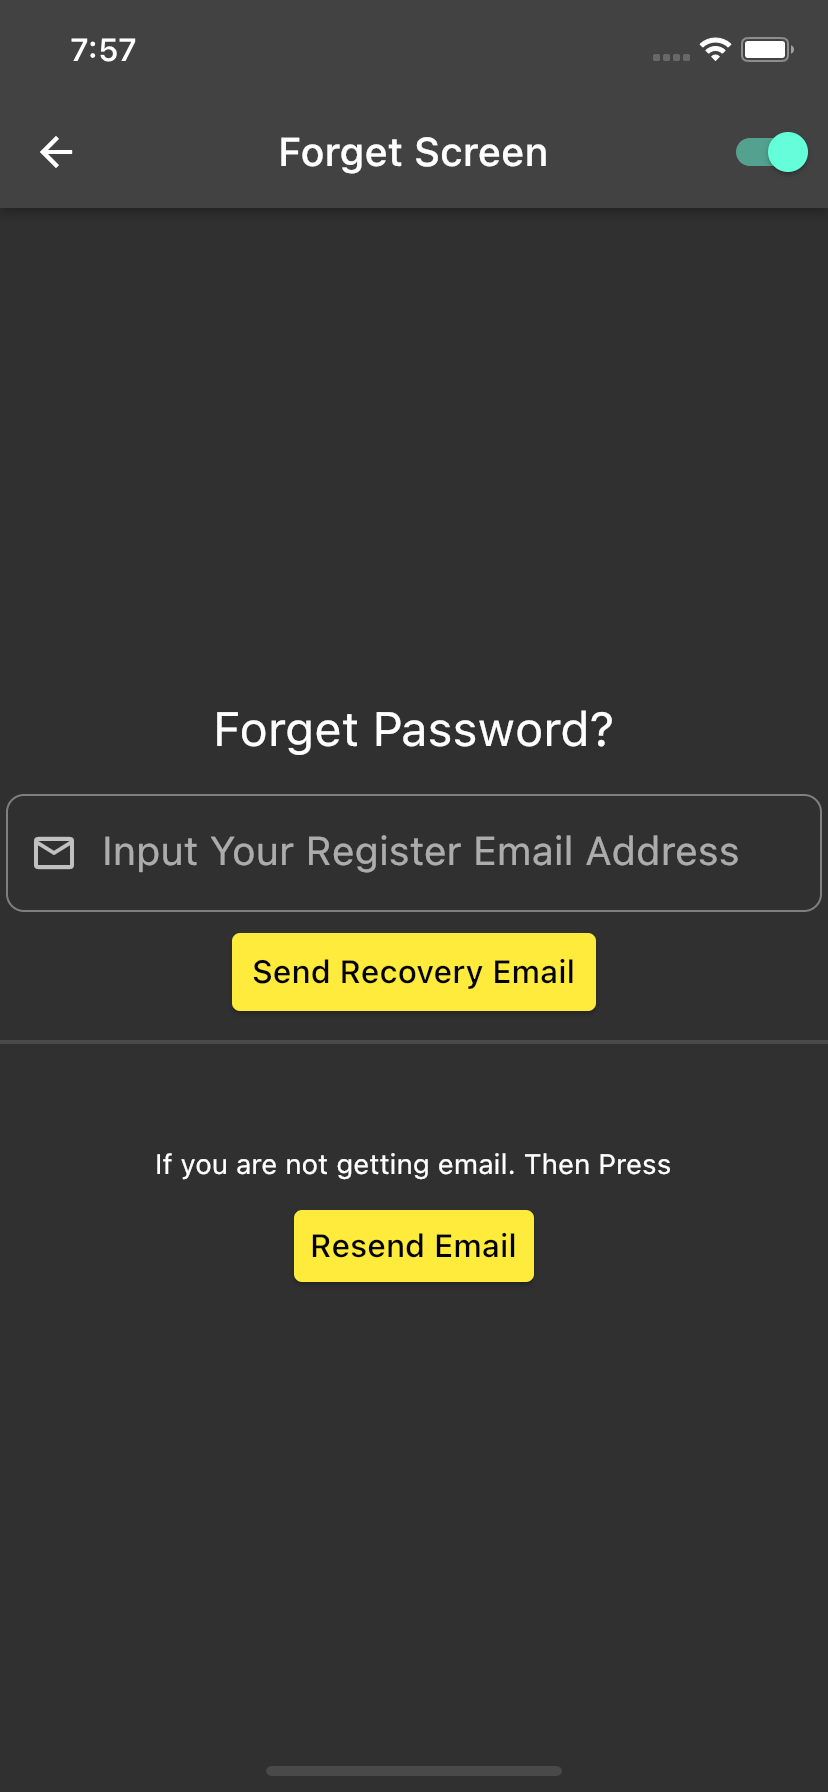 7:57
Forget Screen
Forget Password?
Input Your Register Email Address
Send Recovery Email
If you are not getting email. Then Press
Resend Email